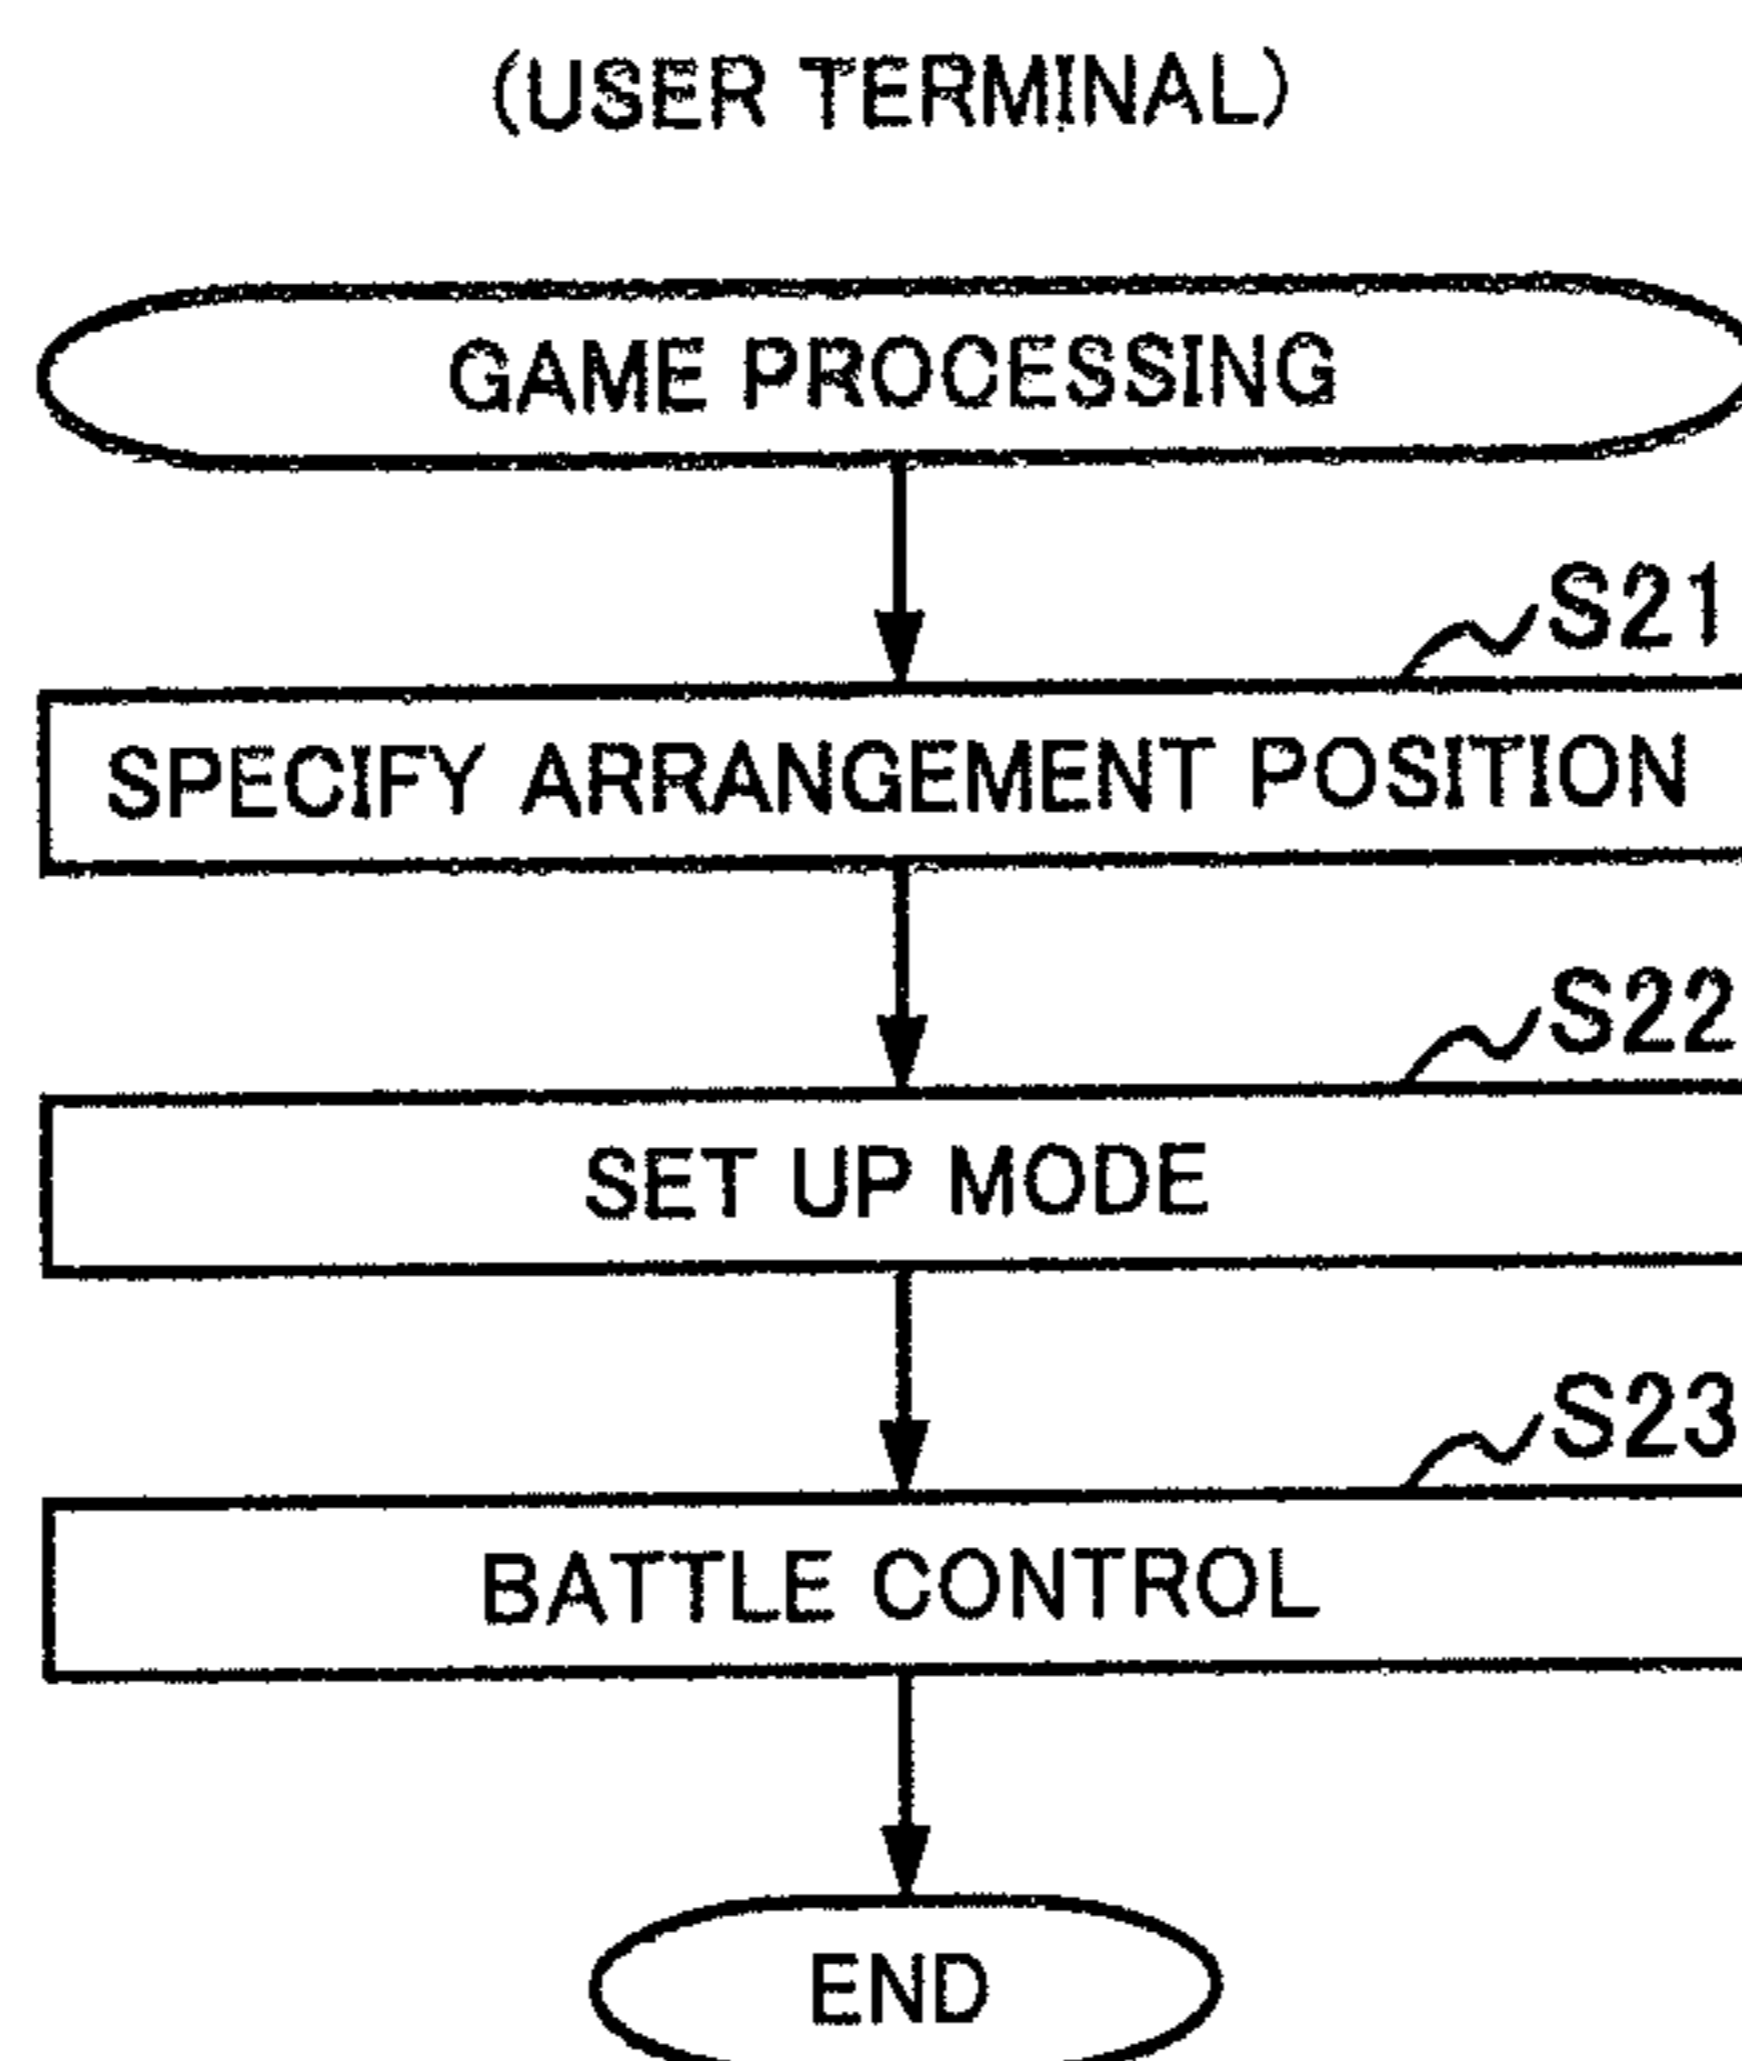 (USER TERMINAL)
GAME PROCESSING
S21
SPECIFY ARRANGEMENT POSITION
S22
SET UP MODE
S23
BATTLE CONTROL
END